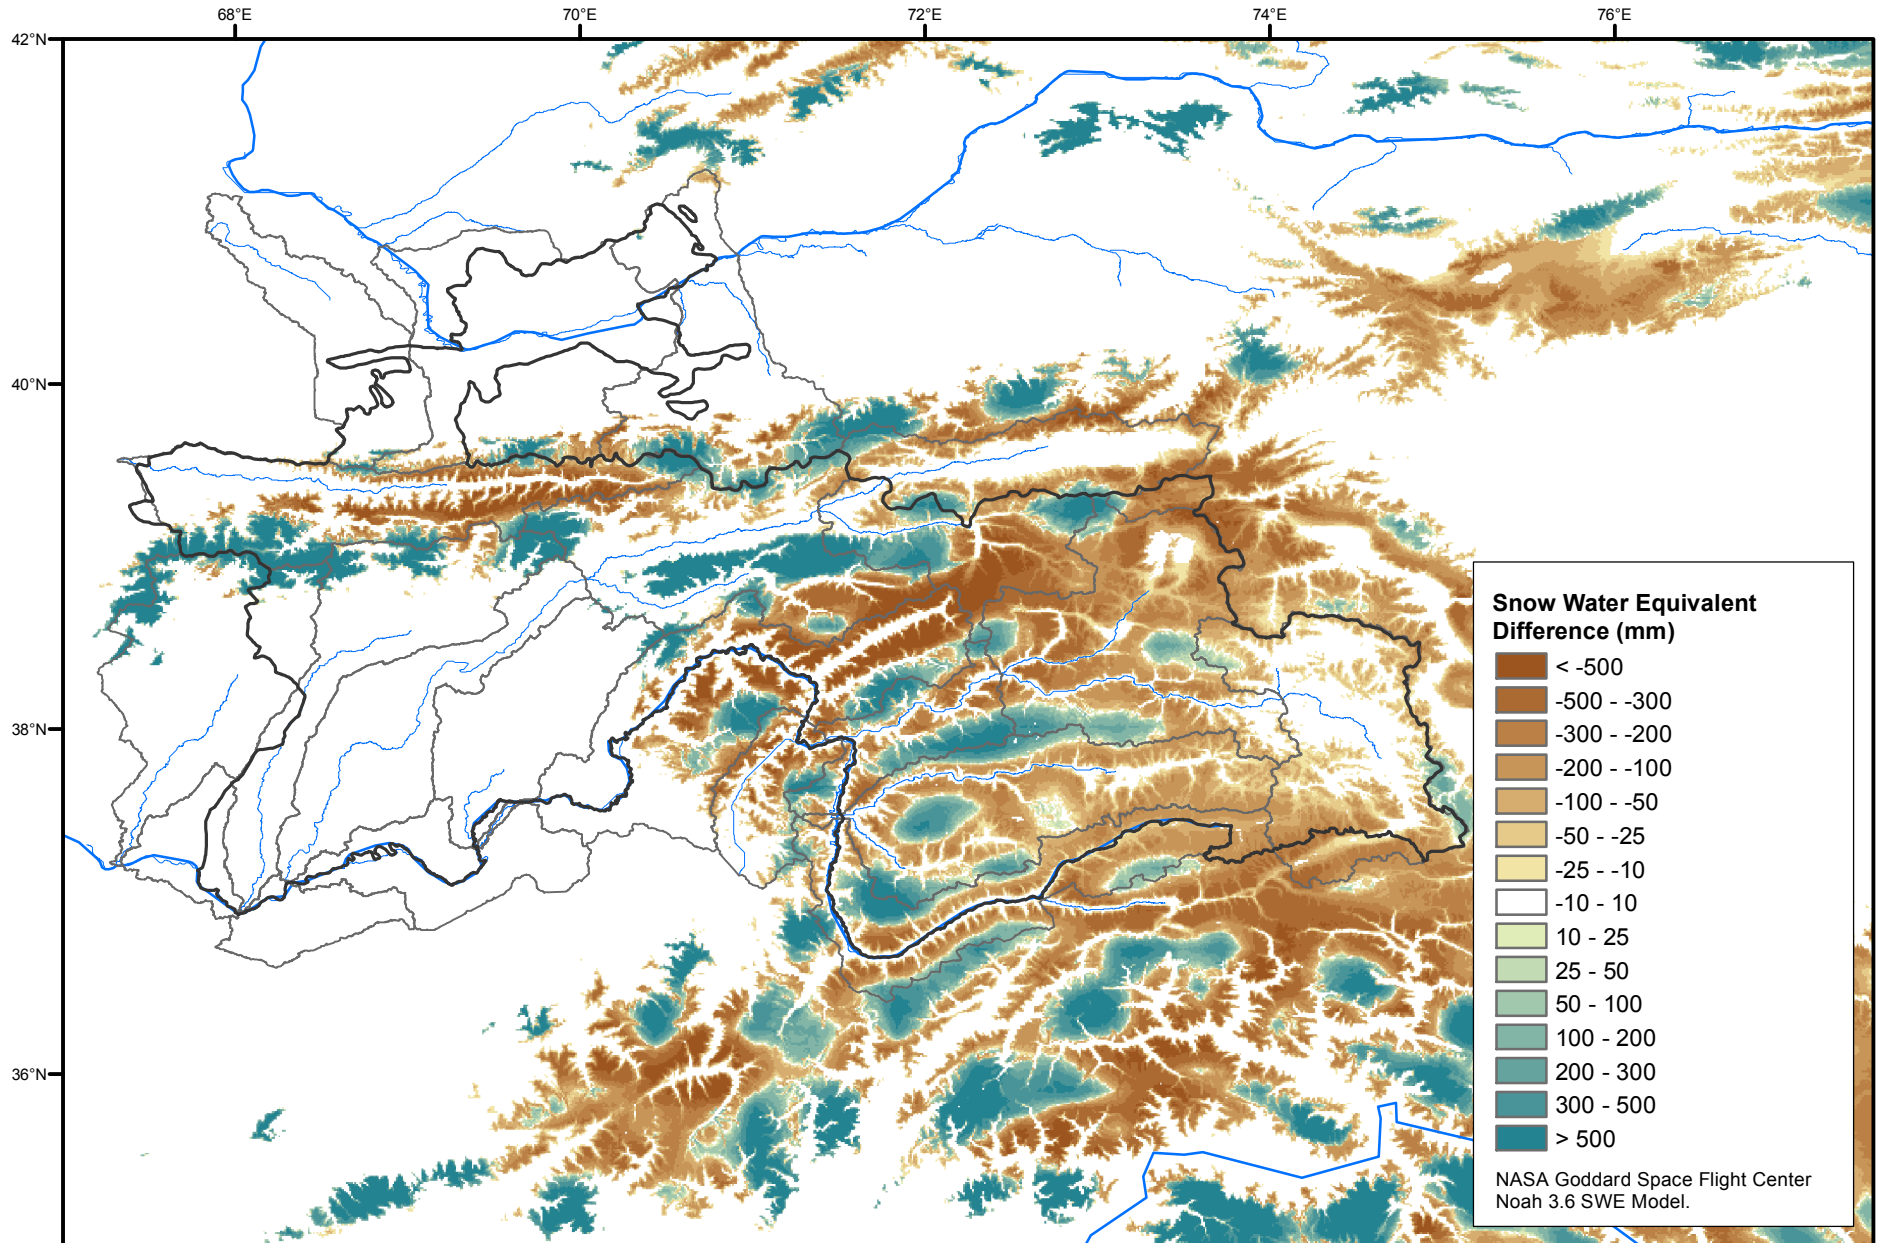 68°E
70°E
72°E
74°E
76°E
42°N
40°N
38°N
36°N
Snow Water Equivalent
Difference (mm)
< -500
-500 - -300
-300 - -200
-200 - -100
-100 - -50
-50 - -25
-25 - -10
-10 - 10
10 - 25
25 - 50
50 - 100
100 - 200
200 - 300
300 - 500
> 500
NASA Goddard Space Flight Center
Noah 3.6 SWE Model.